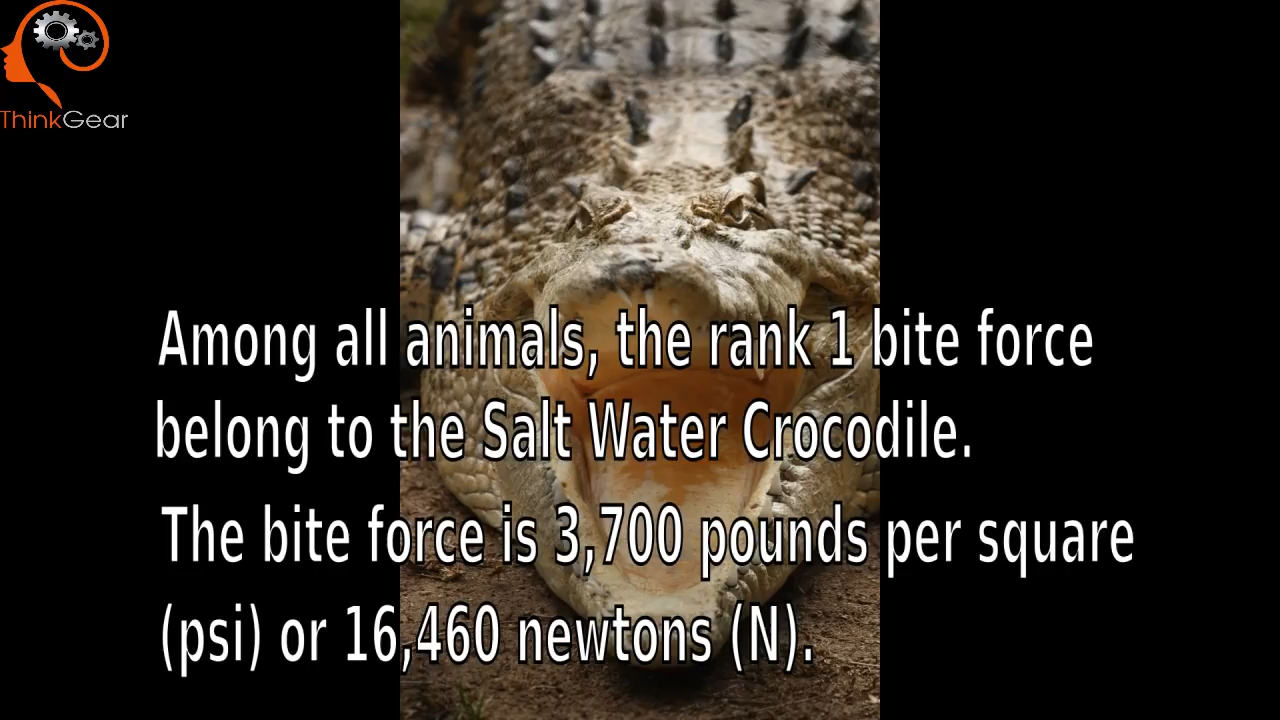 ThinkGear
Among all animals, the rank 1 bite force
belong to the Salt Water Crocodile.
The bite force is 3,700 pounds per square
(psi) or 16,460 newtons (N).